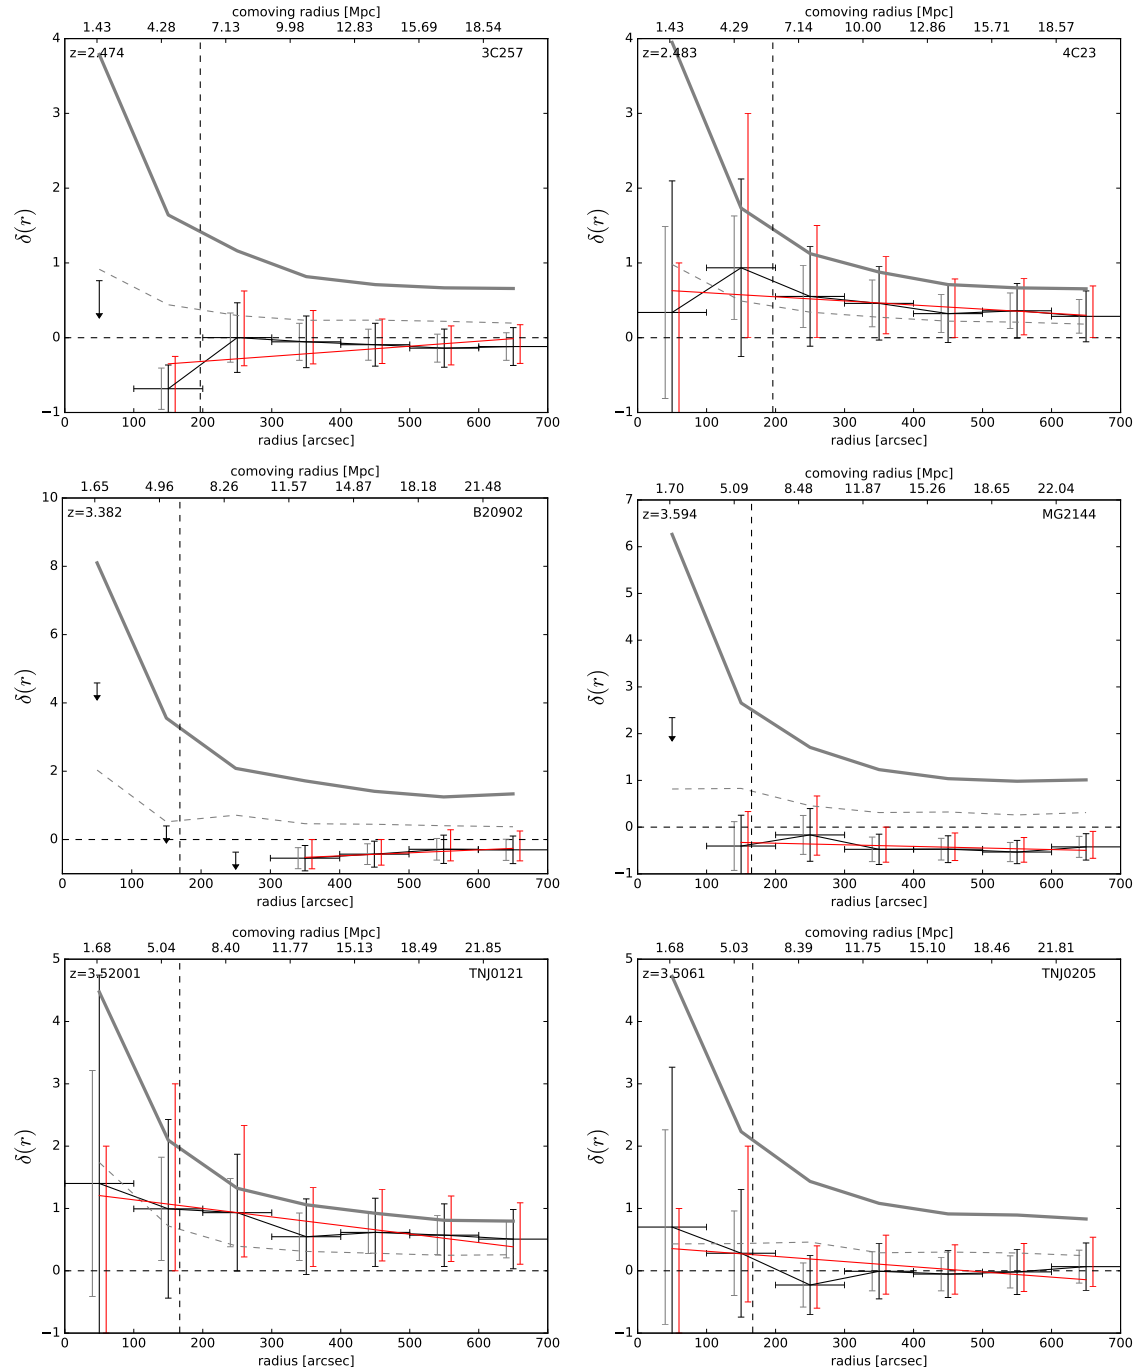 comoving radius [Mpc]
1.43 4.28 7.13 9.98 12.83 15.69 18.54
z=2.474 3C257
δ(r)
4
3
2
1
0
−1
0 100 200 300 400 500 600 700
radius [arcsec]
comoving radius [Mpc]
1.43 4.29 7.14 10.00 12.86 15.71 18.57
z=2.483 4C23
δ(r)
4
3
2
1
0
−1
0 100 200 300 400 500 600 700
radius [arcsec]
comoving radius [Mpc]
1.65 4.96 8.26 11.57 14.87 18.18 21.48
z=3.382 B20902
δ(r)
10
8
6
4
2
0
0 100 200 300 400 500 600 700
radius [arcsec]
comoving radius [Mpc]
1.70 5.09 8.48 11.87 15.26 18.65 22.04
z=3.594 MG2144
δ(r)
7
6
5
4
3
2
1
0
−1
0 100 200 300 400 500 600 700
radius [arcsec]
comoving radius [Mpc]
1.68 5.04 8.40 11.77 15.13 18.49 21.85
z=3.52001 TNJ0121
δ(r)
5
4
3
2
1
0
−1
0 100 200 300 400 500 600 700
radius [arcsec]
comoving radius [Mpc]
1.68 5.03 8.39 11.75 15.10 18.46 21.81
z=3.5061 TNJ0205
δ(r)
5
4
3
2
1
0
−1
0 100 200 300 400 500 600 700
radius [arcsec]